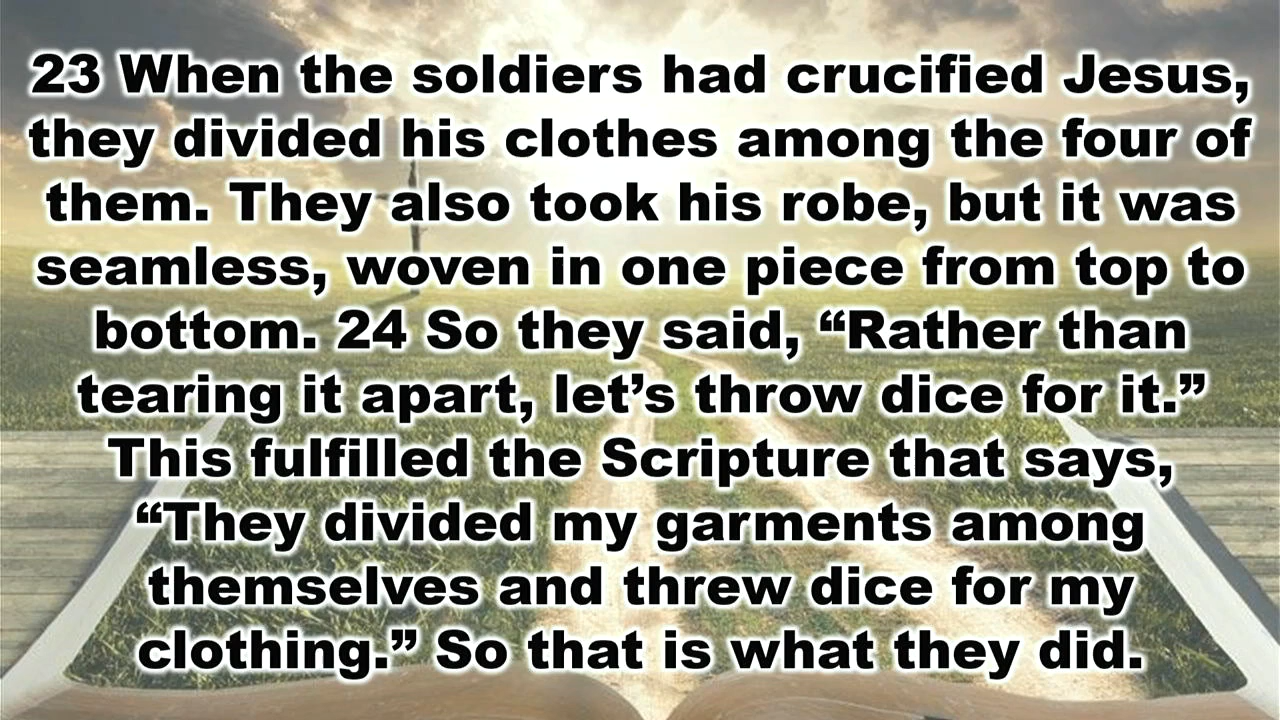 23 When the soldiers had crucified Jesus,
they divided his clothes among the four of
them. They also took his robe, but it was
seamless, woven in one piece from top to
bottom. 24 So they said, “Rather than
tearing it apart, let’s throw dice for it.”
This fulfilled the Scripture that says,
“They divided my garments among
themselves and threw dice for my
clothing.” So that is what they did.